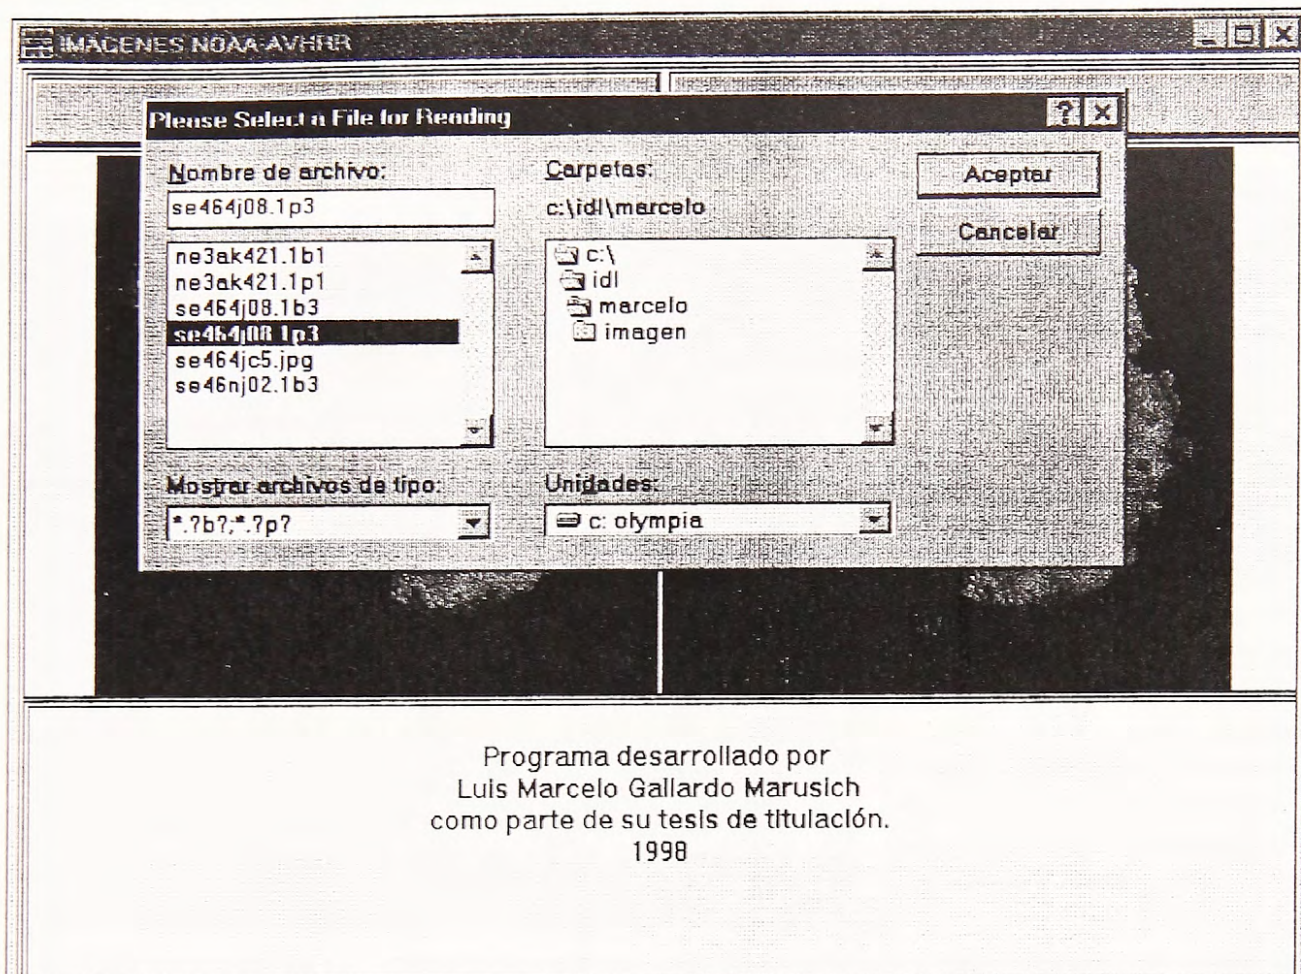 IMAGENES NOAA-AVHRR
Please Select a File for Reading
Nombre de archivo:
se464j08.1p3
ne3ak421.1b1
ne3ak421.1p1
se464j08.1b3
se464j08.1p3
se464jc5.jpg
se46nj02.1b3
Mostrar archivos de tipo:
*.?b?;*.?p?
Carpetas:
c:\idl\marcelo
c:\
idl
marcelo
imagen
Unidades:
c: olympia
Aceptar
Cancelar
Programa desarrollado por
Luis Marcelo Gallardo Marusich
como parte de su tesis de titulación.
1998